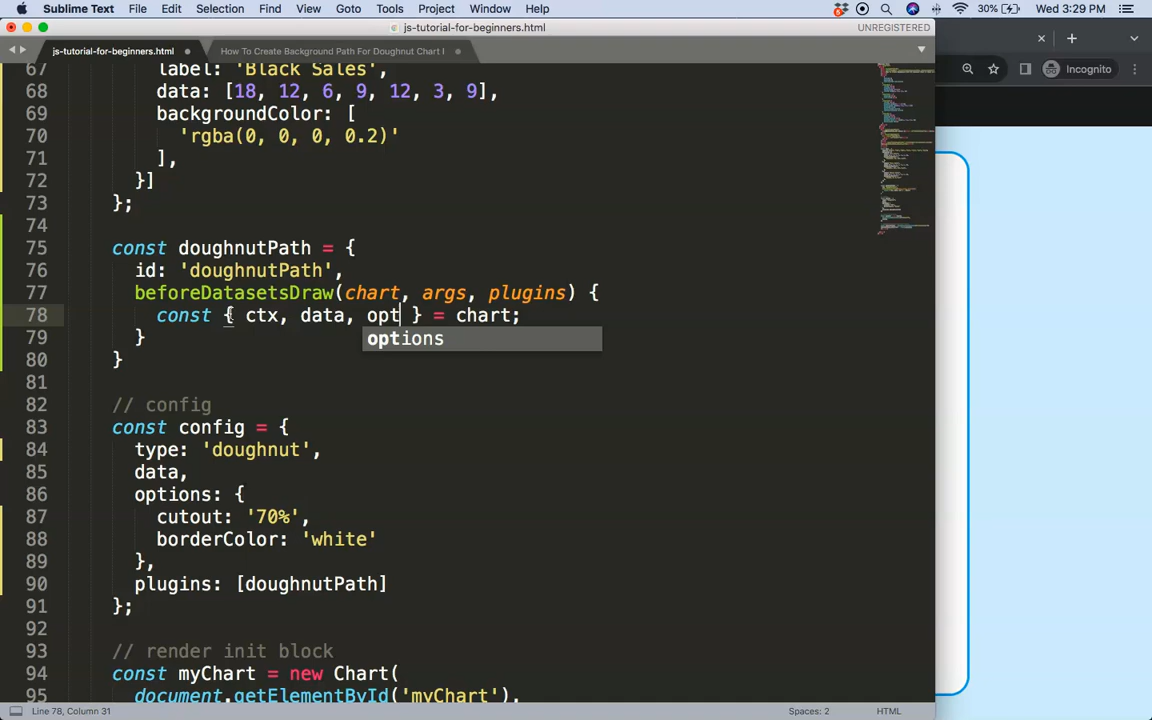 Sublime Text File Edit Selection Find View Goto Tools Project Window Help 30% Wed 3:29 PM
js-tutorial-for-beginners.html UNREGISTERED
js-tutorial-for-beginners.html How To Create Background Path For Doughnut Chart I
Incognito
67 label: 'Black Sales',
68 data: [18, 12, 6, 9, 12, 3, 9],
69 backgroundColor: [
70 'rgba(0, 0, 0, 0.2)'
71 ],
72 }]
73 };
74
75 const doughnutPath = {
76 id: 'doughnutPath',
77 beforeDatasetsDraw(chart, args, plugins) {
78 const { ctx, data, opt } = chart;
options
79 }
80 }
81
82 // config
83 const config = {
84 type: 'doughnut',
85 data,
86 options: {
87 cutout: '70%',
88 borderColor: 'white'
89 },
90 plugins: [doughnutPath]
91 };
92
93 // render init block
94 const myChart = new Chart(
95 document.getElementById('myChart'),
Line 78, Column 31 Spaces: 2 HTML